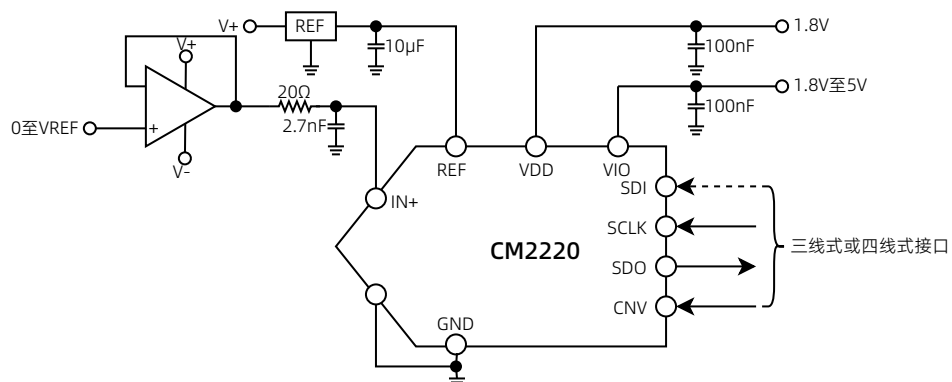 V+
REF
10μF
1.8V
100nF
1.8V至5V
100nF
V+
20Ω
2.7nF
0至VREF
+
V-
REF
VDD
VIO
IN+
SDI
SCLK
CM2220
SDO
三线式或四线式接口
CNV
GND